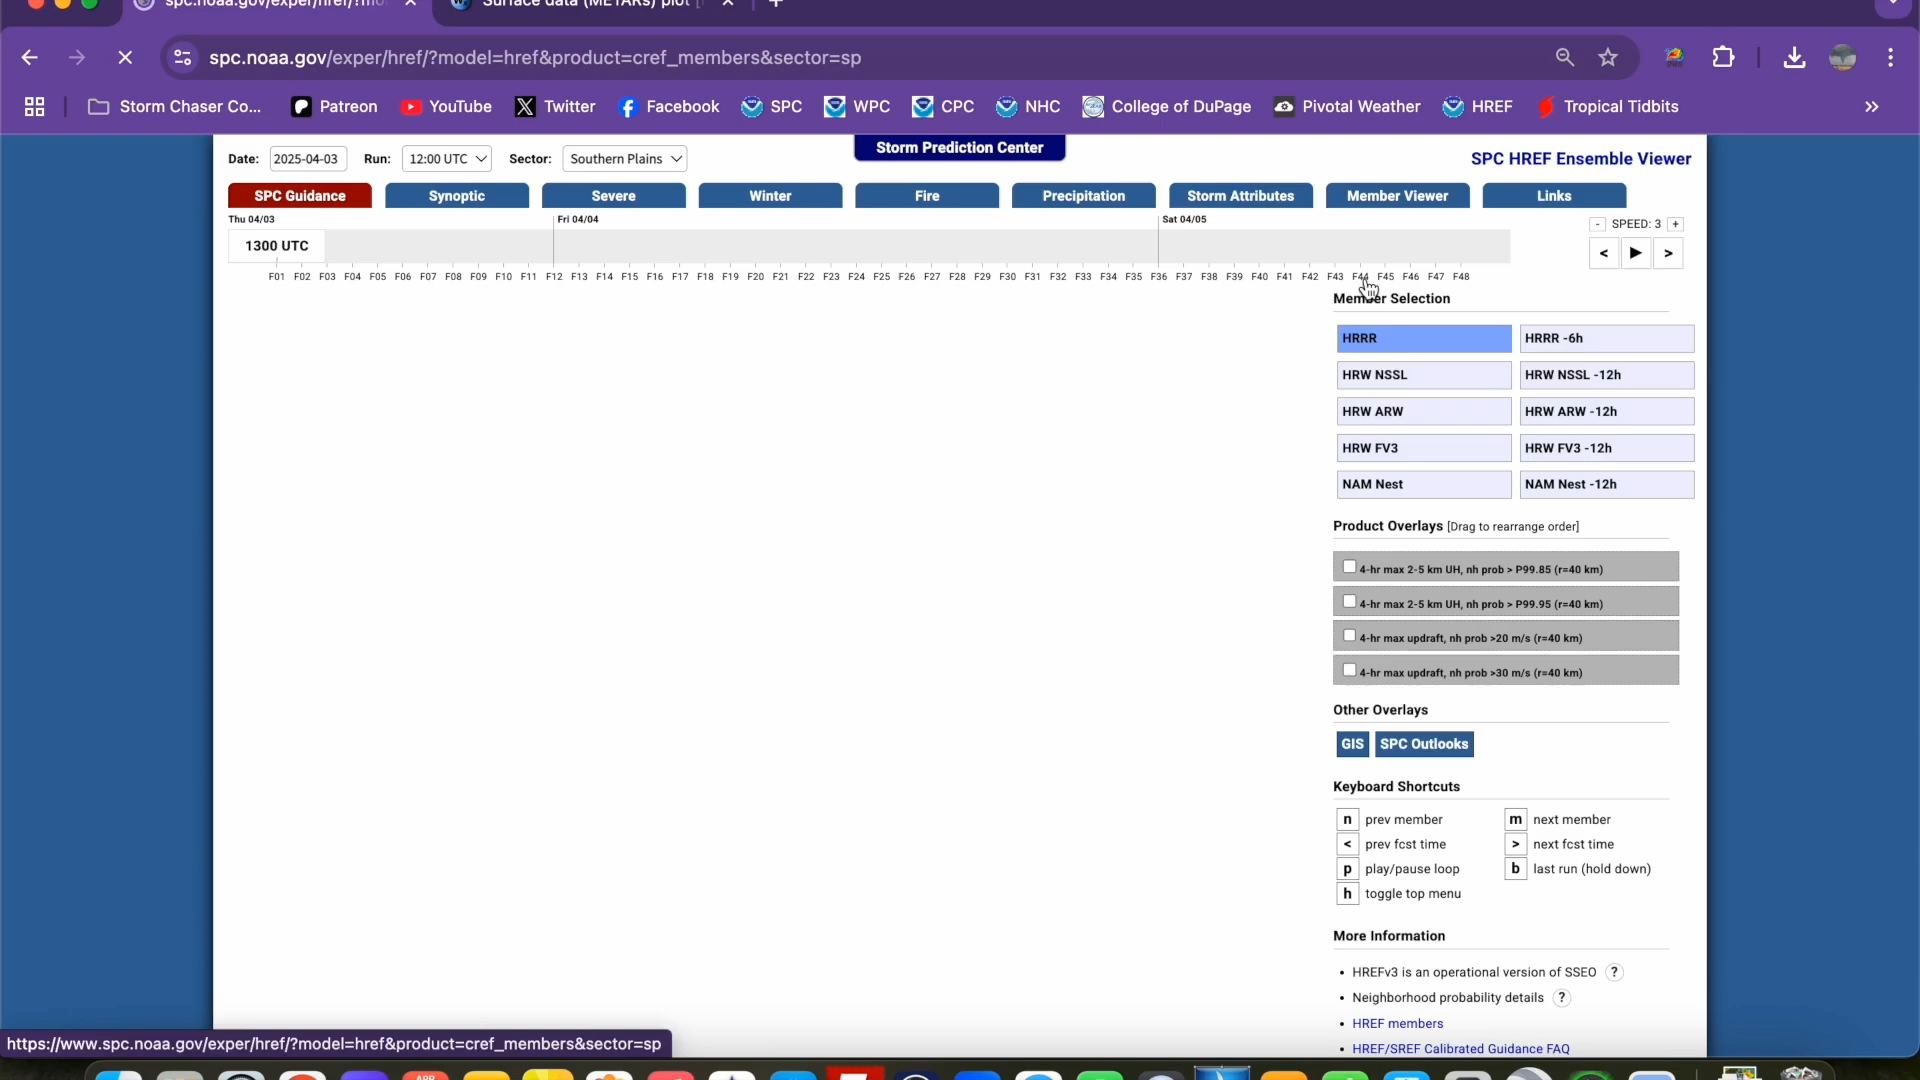 spc.noaa.gov/exper/href/?mo
Surface data (METARs) plot
spc.noaa.gov/exper/href/?model=href&product=cref_members&sector=sp
Storm Chaser Co... Patreon YouTube Twitter Facebook SPC WPC CPC NHC College of DuPage Pivotal Weather HREF Tropical Tidbits »
Date: 2025-04-03 Run: 12:00 UTC Sector: Southern Plains
Storm Prediction Center
SPC HREF Ensemble Viewer
SPC Guidance Synoptic Severe Winter Fire Precipitation Storm Attributes Member Viewer Links
Thu 04/03 Fri 04/04 Sat 04/05
- SPEED: 3 +
1300 UTC
< ▶ >
F01 F02 F03 F04 F05 F06 F07 F08 F09 F10 F11 F12 F13 F14 F15 F16 F17 F18 F19 F20 F21 F22 F23 F24 F25 F26 F27 F28 F29 F30 F31 F32 F33 F34 F35 F36 F37 F38 F39 F40 F41 F42 F43 F44 F45 F46 F47 F48
Member Selection
HRRR HRRR -6h
HRW NSSL HRW NSSL -12h
HRW ARW HRW ARW -12h
HRW FV3 HRW FV3 -12h
NAM Nest NAM Nest -12h
Product Overlays [Drag to rearrange order]
4-hr max 2-5 km UH, nh prob > P99.85 (r=40 km)
4-hr max 2-5 km UH, nh prob > P99.95 (r=40 km)
4-hr max updraft, nh prob >20 m/s (r=40 km)
4-hr max updraft, nh prob >30 m/s (r=40 km)
Other Overlays
GIS SPC Outlooks
Keyboard Shortcuts
n prev member m next member
< prev fcst time > next fcst time
p play/pause loop b last run (hold down)
h toggle top menu
More Information
• HREFv3 is an operational version of SSEO ?
• Neighborhood probability details ?
• HREF members
• HREF/SREF Calibrated Guidance FAQ
https://www.spc.noaa.gov/exper/href/?model=href&product=cref_members&sector=sp
APR